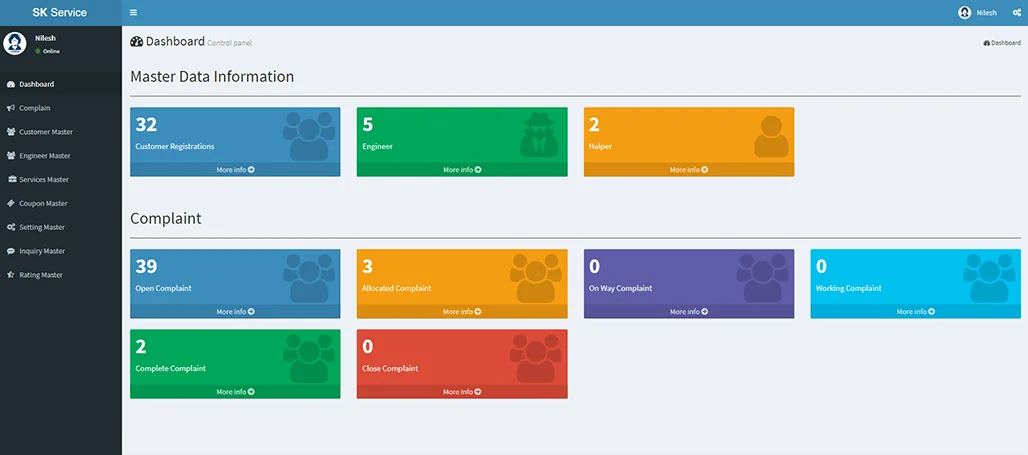 SK Service
Nilesh
Nilesh
Online
Dashboard
Complain
Customer Master
Engineer Master
Services Master
Coupon Master
Setting Master
Inquiry Master
Rating Master
Dashboard Control panel
Dashboard
Master Data Information
32
Customer Registrations
More info
5
Engineer
More info
2
Helper
More info
Complaint
39
Open Complaint
More info
3
Allocated Complaint
More info
0
On Way Complaint
More info
0
Working Complaint
More info
2
Complete Complaint
More info
0
Close Complaint
More info